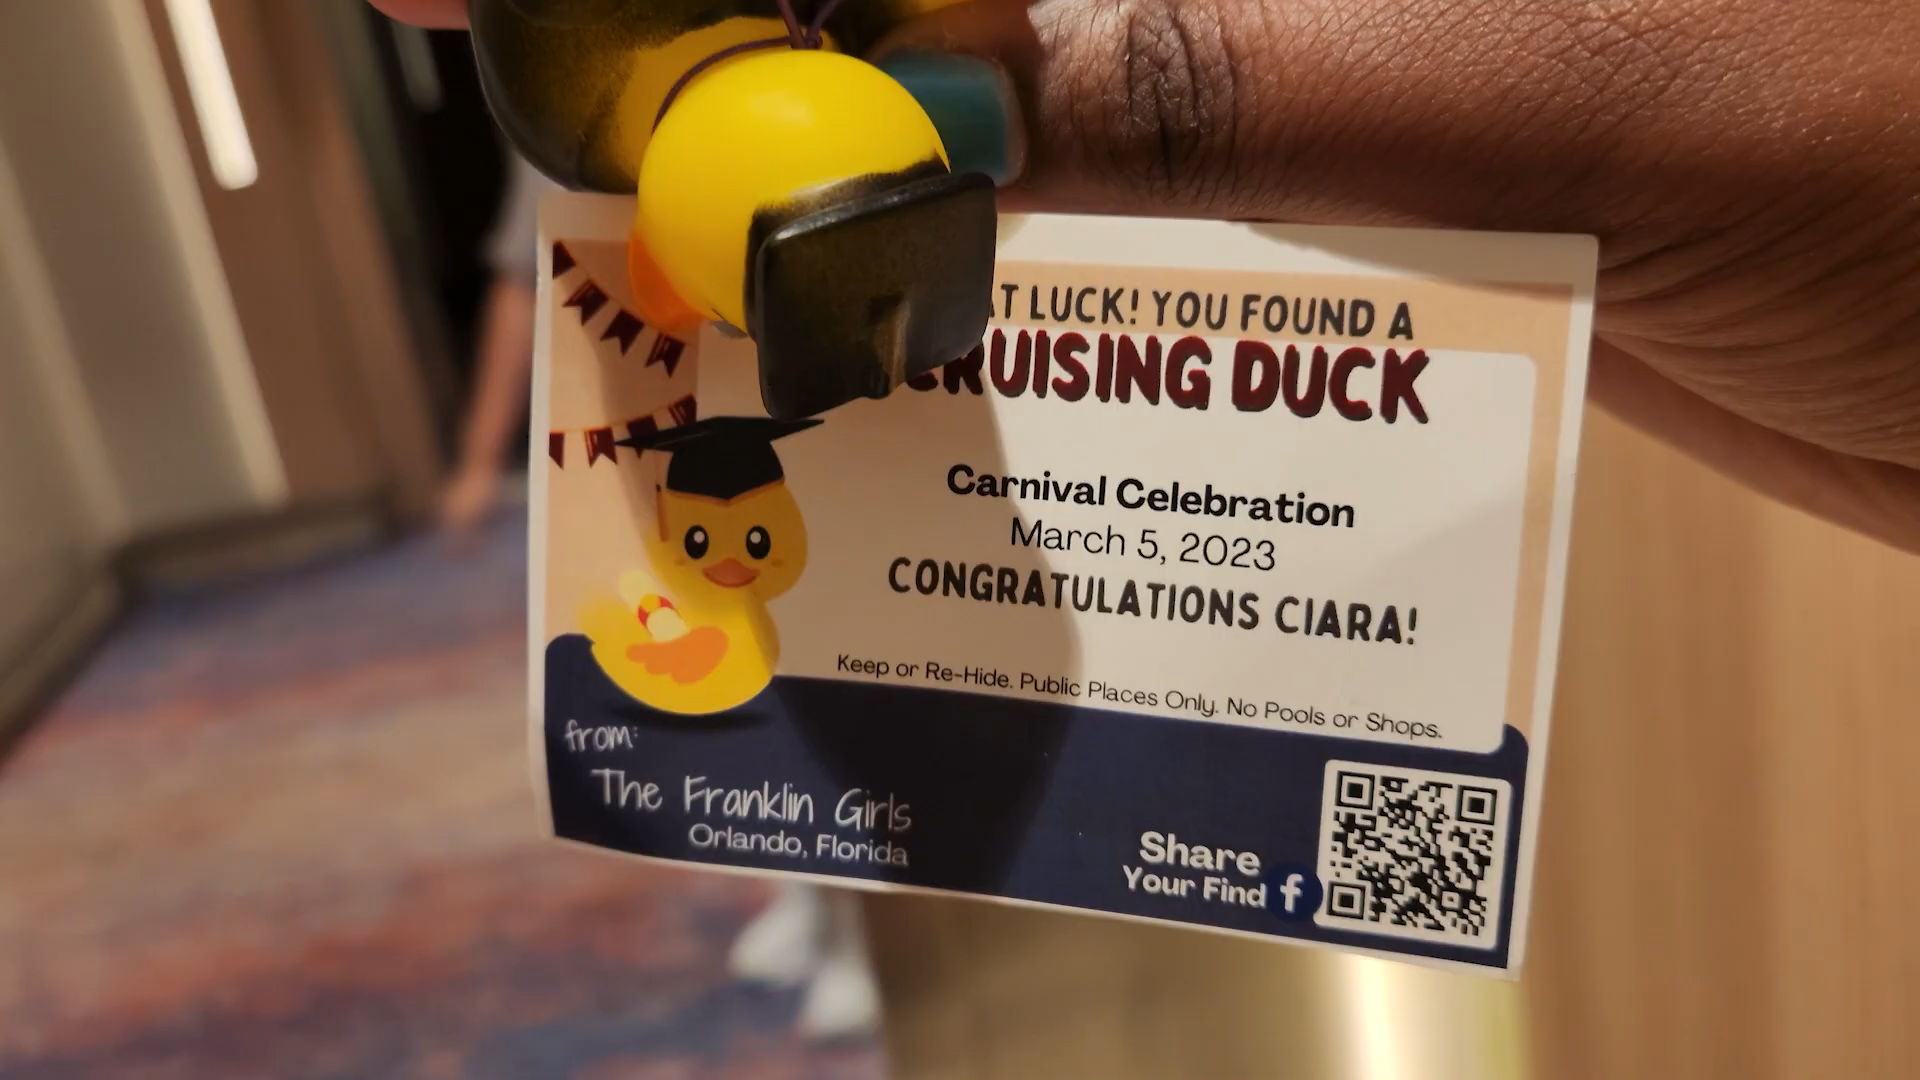 LUCK! YOU FOUND A
CRUISING DUCK
Carnival Celebration
March 5, 2023
CONGRATULATIONS CIARA!
Keep or Re-Hide. Public Places Only. No Pools or Shops.
from:
The Franklin Girls
Orlando, Florida
Share
Your Find f